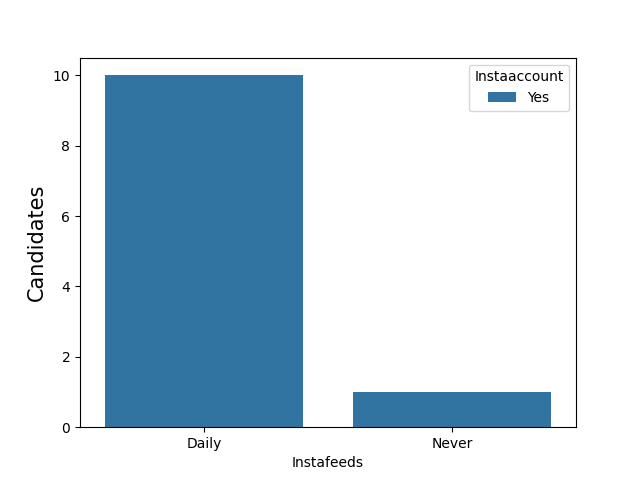 Instaaccount
Yes
Candidates
10
8
6
4
2
0
Daily Never
Instafeeds